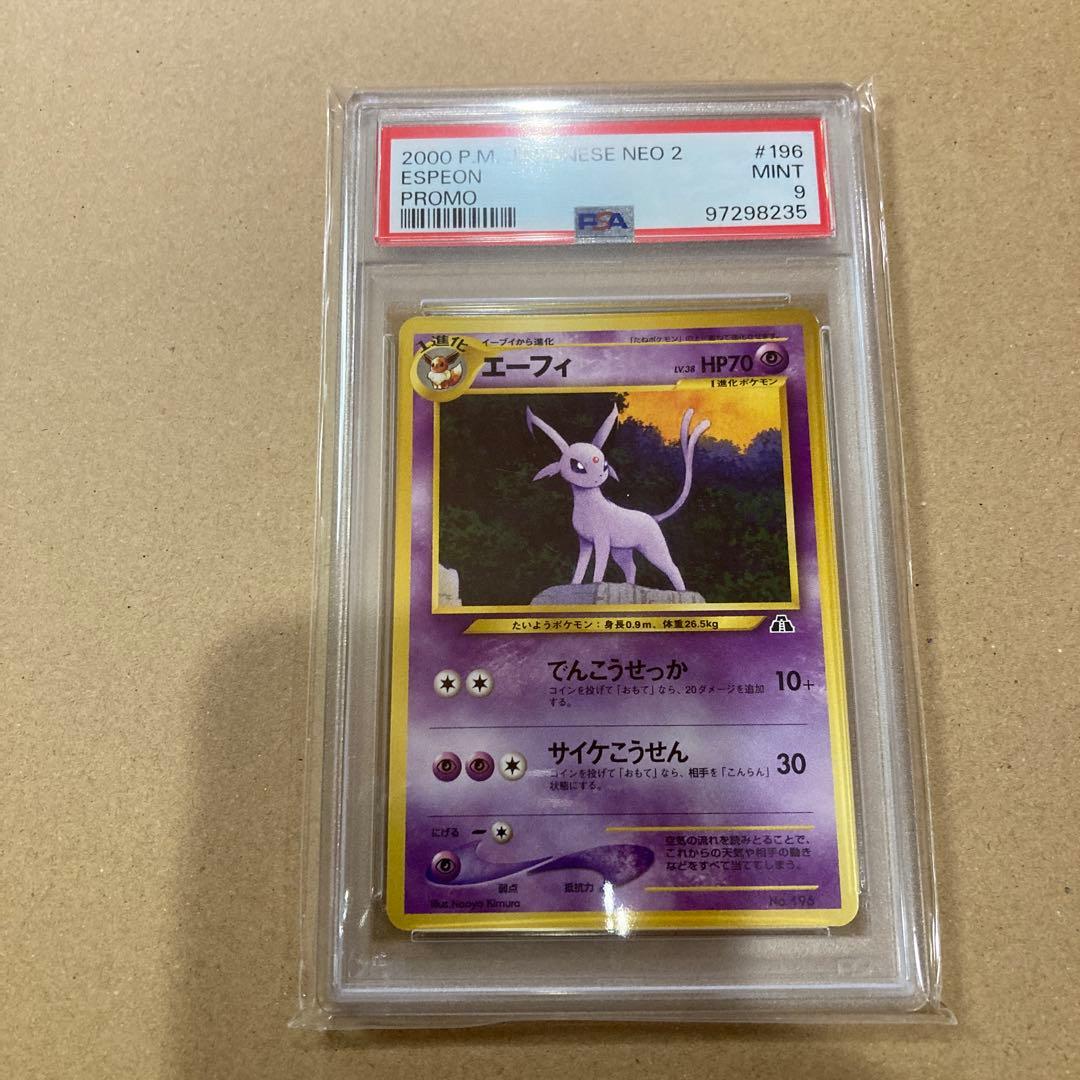 2000 P.M. J NESE NEO 2 #196
ESPEON MINT
PROMO 9
PSA 97298235
1進化 イーブイから進化
エーフィ LV.38 HP70
1進化ポケモン
たいようポケモン：身長0.9m、体重26.5kg
でんこうせっか 10+
コインを投げて「おもて」なら、20ダメージを追加
する。
サイケこうせん 30
コインを投げて「おもて」なら、相手を「こんらん」
状態にする。
にげる
空気の流れを読みとることで、
これからの天気や相手の動き
などをすべて当ててしまう。
弱点 抵抗力
Illus. Naoyo Kimura No.196